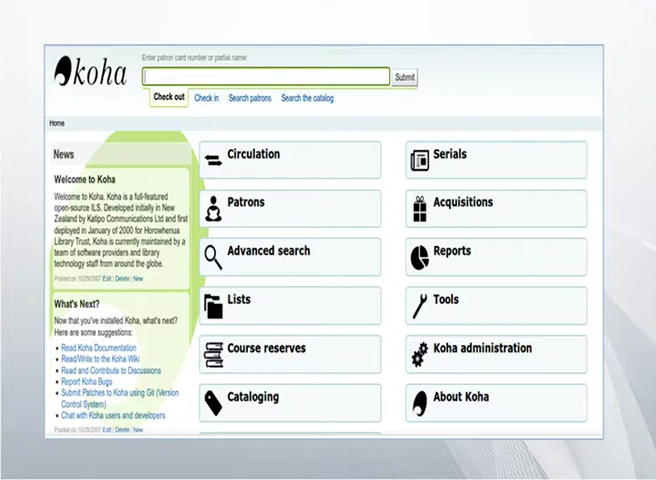 koha
Enter patron card number or partial name:
Submit
Check out Check in Search patrons Search the catalog
Home
News
Welcome to Koha
Welcome to Koha. Koha is a full-featured
open-source ILS. Developed initially in New
Zealand by Katipo Communications Ltd and first
deployed in January of 2000 for Horowhenua
Library Trust, Koha is currently maintained by a
team of software providers and library
technology staff from around the globe.
Posted on 10/29/2007 Edit | Delete | New
What's Next?
Now that you've installed Koha, what's next?
Here are some suggestions:
Read Koha Documentation
Read/Write to the Koha Wiki
Read and Contribute to Discussions
Report Koha Bugs
Submit Patches to Koha using Git (Version
Control System)
Chat with Koha users and developers
Posted on 10/29/2007 Edit | Delete | New
Circulation
Patrons
Advanced search
Lists
Course reserves
Cataloging
Serials
Acquisitions
Reports
Tools
Koha administration
About Koha